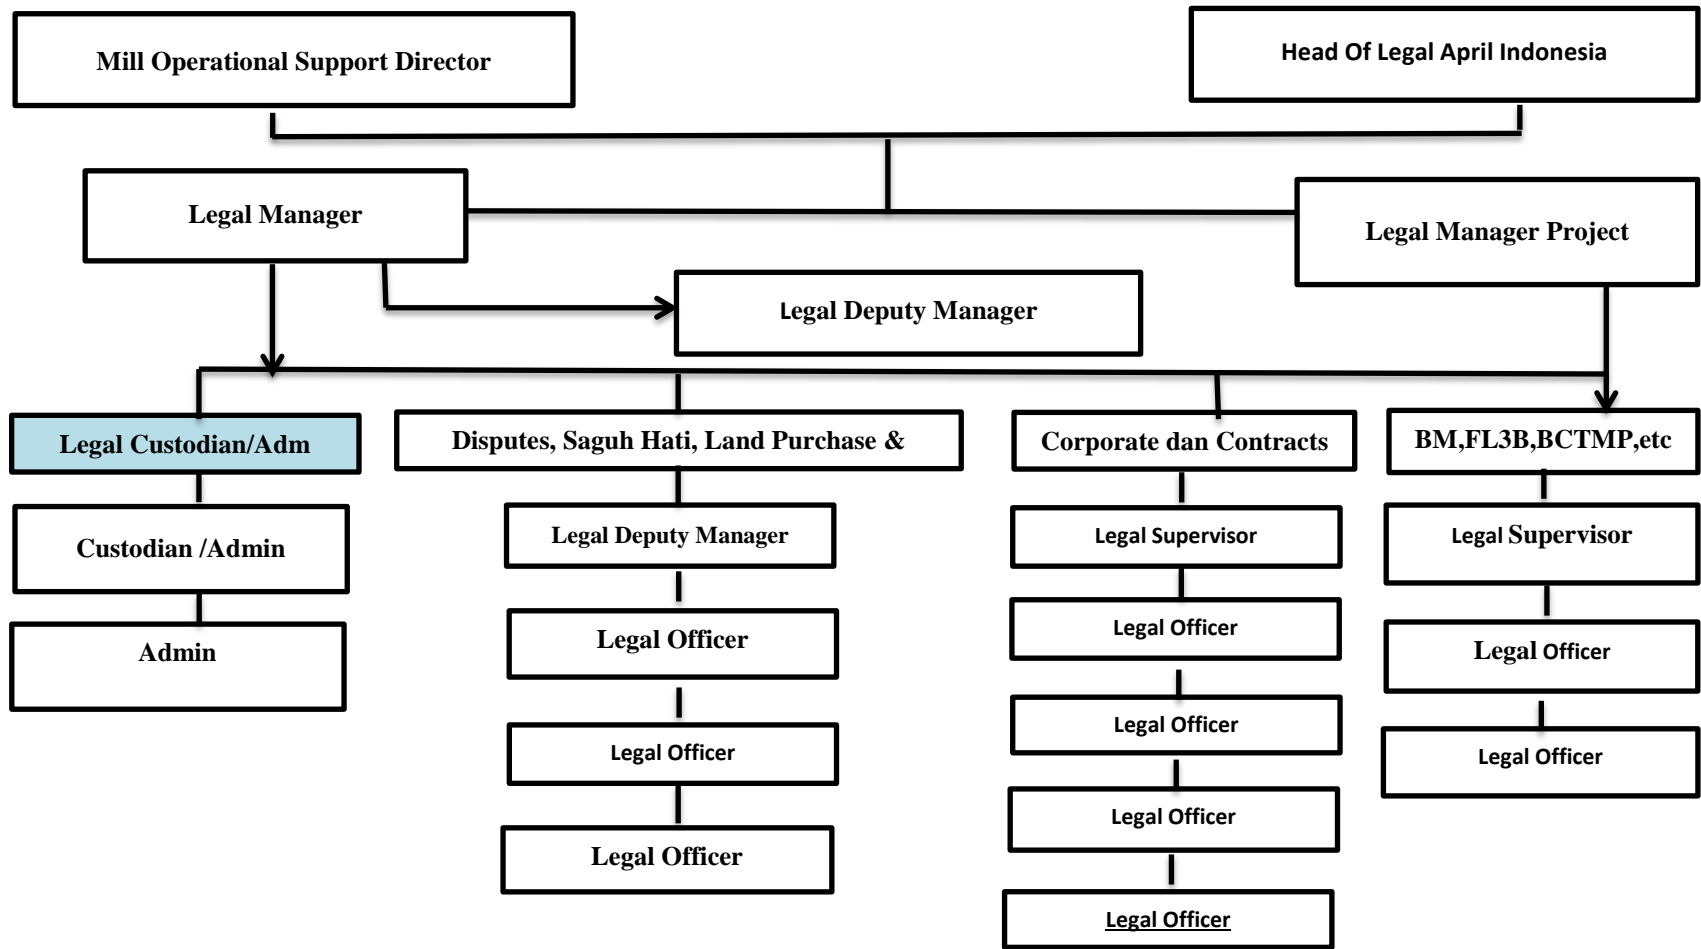 Mill Operational Support Director
Head Of Legal April Indonesia
Legal Manager
Legal Manager Project
Legal Deputy Manager
Legal Custodian/Adm
Disputes, Saguh Hati, Land Purchase &
Corporate dan Contracts
BM,FL3B,BCTMP,etc
Custodian /Admin
Legal Deputy Manager
Legal Supervisor
Legal Supervisor
Admin
Legal Officer
Legal Officer
Legal Officer
Legal Officer
Legal Officer
Legal Officer
Legal Officer
Legal Officer
Legal Officer